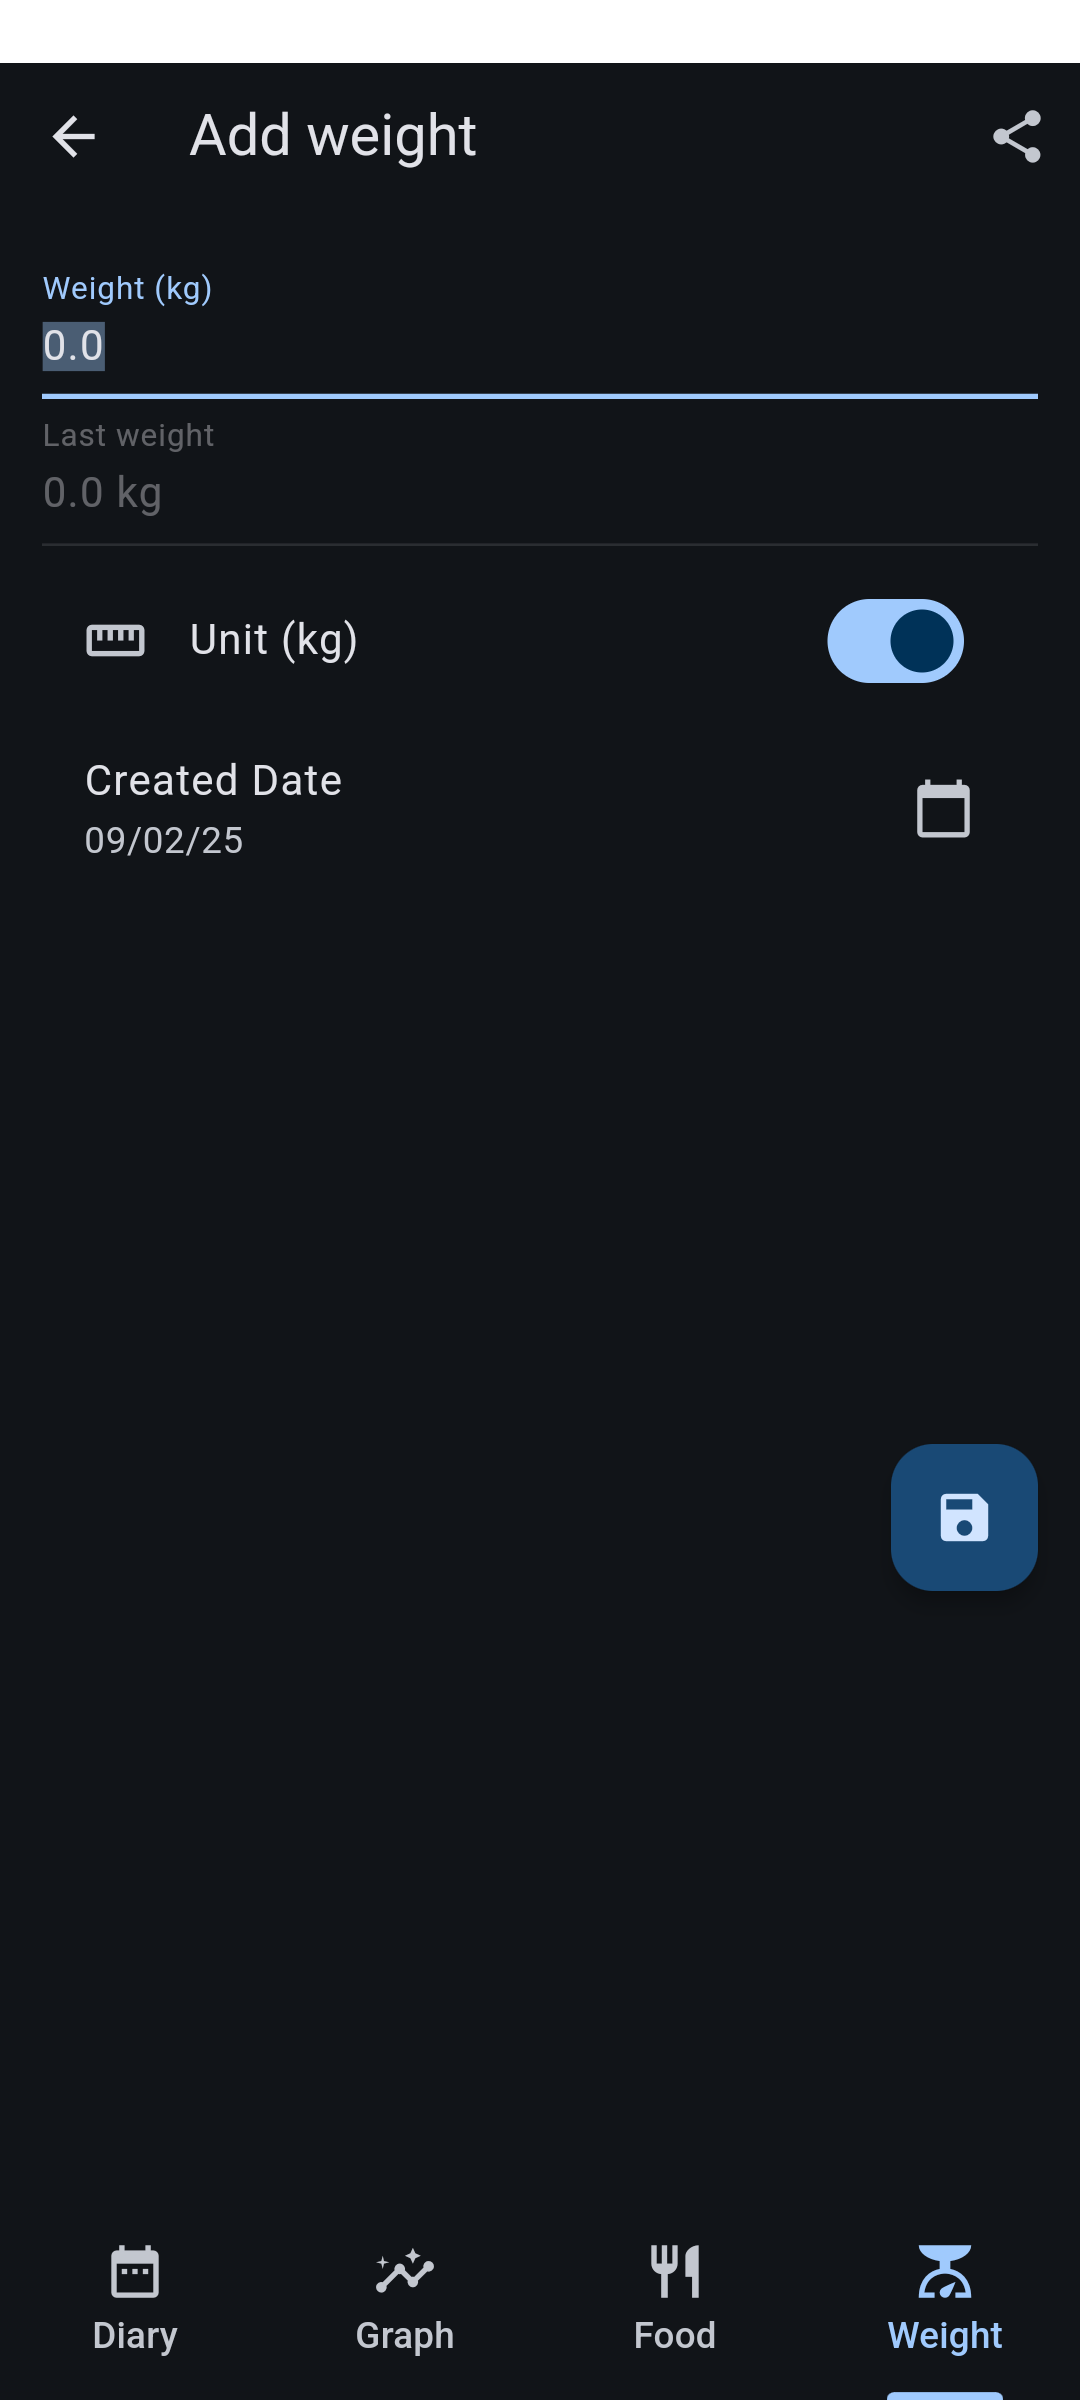 Add weight
Weight (kg)
0.0
Last weight
0.0 kg
Unit (kg)
Created Date
09/02/25
Diary
Graph
Food
Weight